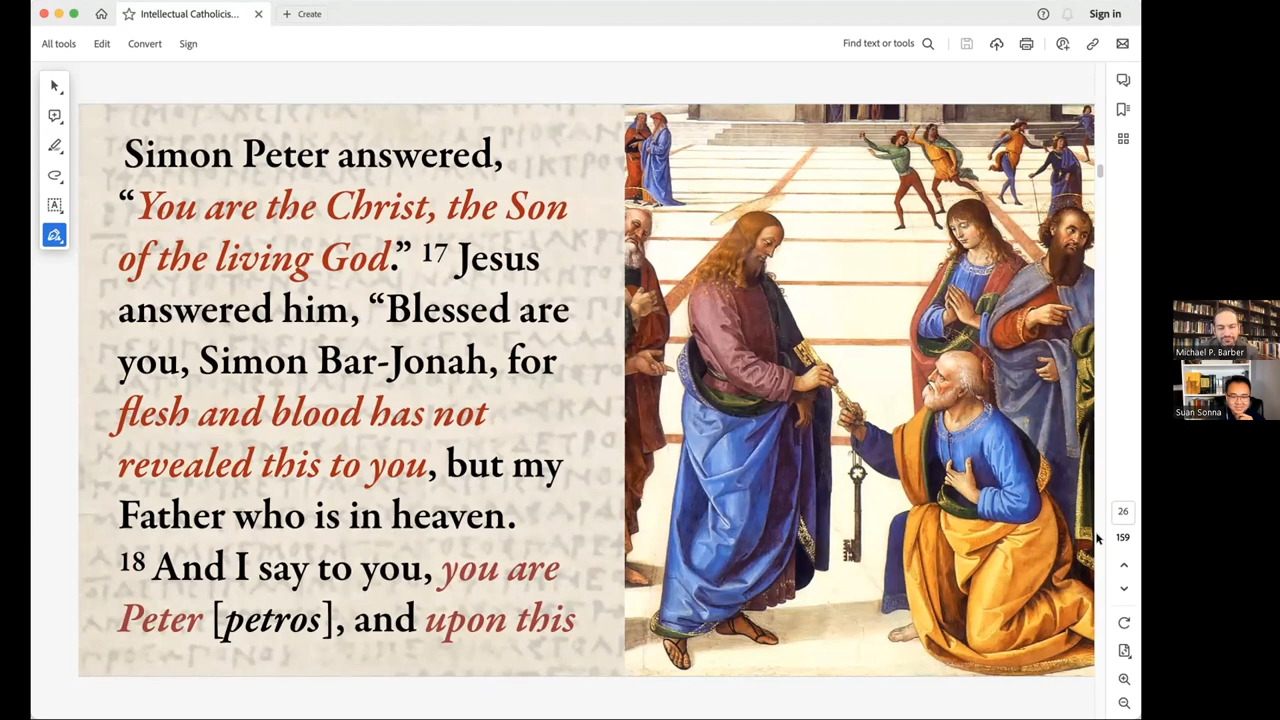 Intellectual Catholicis...
Create
Sign in
All tools
Edit
Convert
Sign
Find text or tools
Simon Peter answered,
“You are the Christ, the Son
of the living God.” 17 Jesus
answered him, “Blessed are
you, Simon Bar-Jonah, for
flesh and blood has not
revealed this to you, but my
Father who is in heaven.
18 And I say to you, you are
Peter [petros], and upon this
26
159
Michael P. Barber
Suan Sonna